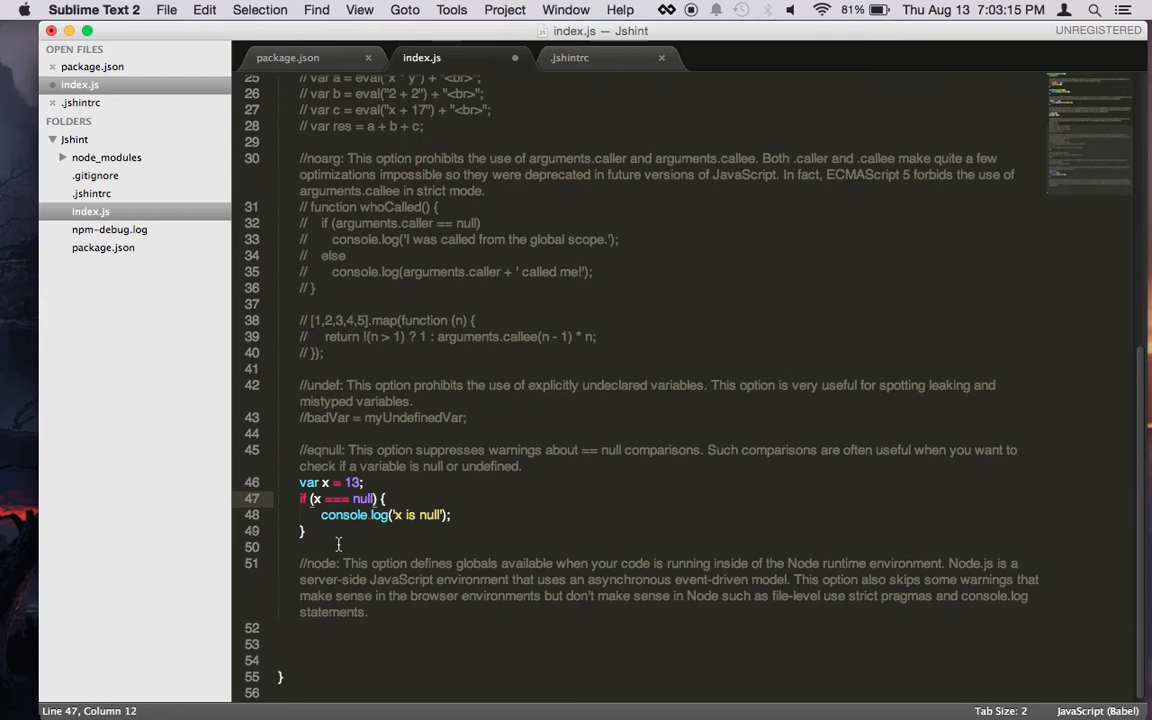 Sublime Text 2 File Edit Selection Find View Goto Tools Project Window Help 81% Thu Aug 13 7:03:15 PM
index.js — Jshint UNREGISTERED
OPEN FILES
package.json
index.js
.jshintrc
FOLDERS
Jshint
node_modules
.gitignore
.jshintrc
index.js
npm-debug.log
package.json
package.json index.js .jshintrc
25 // var a = eval("x * y") + "<br>";
26 // var b = eval("2 + 2") + "<br>";
27 // var c = eval("x + 17") + "<br>";
28 // var res = a + b + c;
29
30 //noarg: This option prohibits the use of arguments.caller and arguments.callee. Both .caller and .callee make quite a few
optimizations impossible so they were deprecated in future versions of JavaScript. In fact, ECMAScript 5 forbids the use of
arguments.callee in strict mode.
31 // function whoCalled() {
32 //   if (arguments.caller == null)
33 //     console.log('I was called from the global scope.');
34 //   else
35 //     console.log(arguments.caller + ' called me!');
36 // }
37
38 // [1,2,3,4,5].map(function (n) {
39 //   return !(n > 1) ? 1 : arguments.callee(n - 1) * n;
40 // });
41
42 //undef: This option prohibits the use of explicitly undeclared variables. This option is very useful for spotting leaking and
mistyped variables.
43 //badVar = myUndefinedVar;
44
45 //eqnull: This option suppresses warnings about == null comparisons. Such comparisons are often useful when you want to
check if a variable is null or undefined.
46 var x = 13;
47 if (x === null) {
48 console.log('x is null');
49 }
50
51 //node: This option defines globals available when your code is running inside of the Node runtime environment. Node.js is a
server-side JavaScript environment that uses an asynchronous event-driven model. This option also skips some warnings that
make sense in the browser environments but don't make sense in Node such as file-level use strict pragmas and console.log
statements.
52
53
54
55 }
56
Line 47, Column 12 Tab Size: 2 JavaScript (Babel)